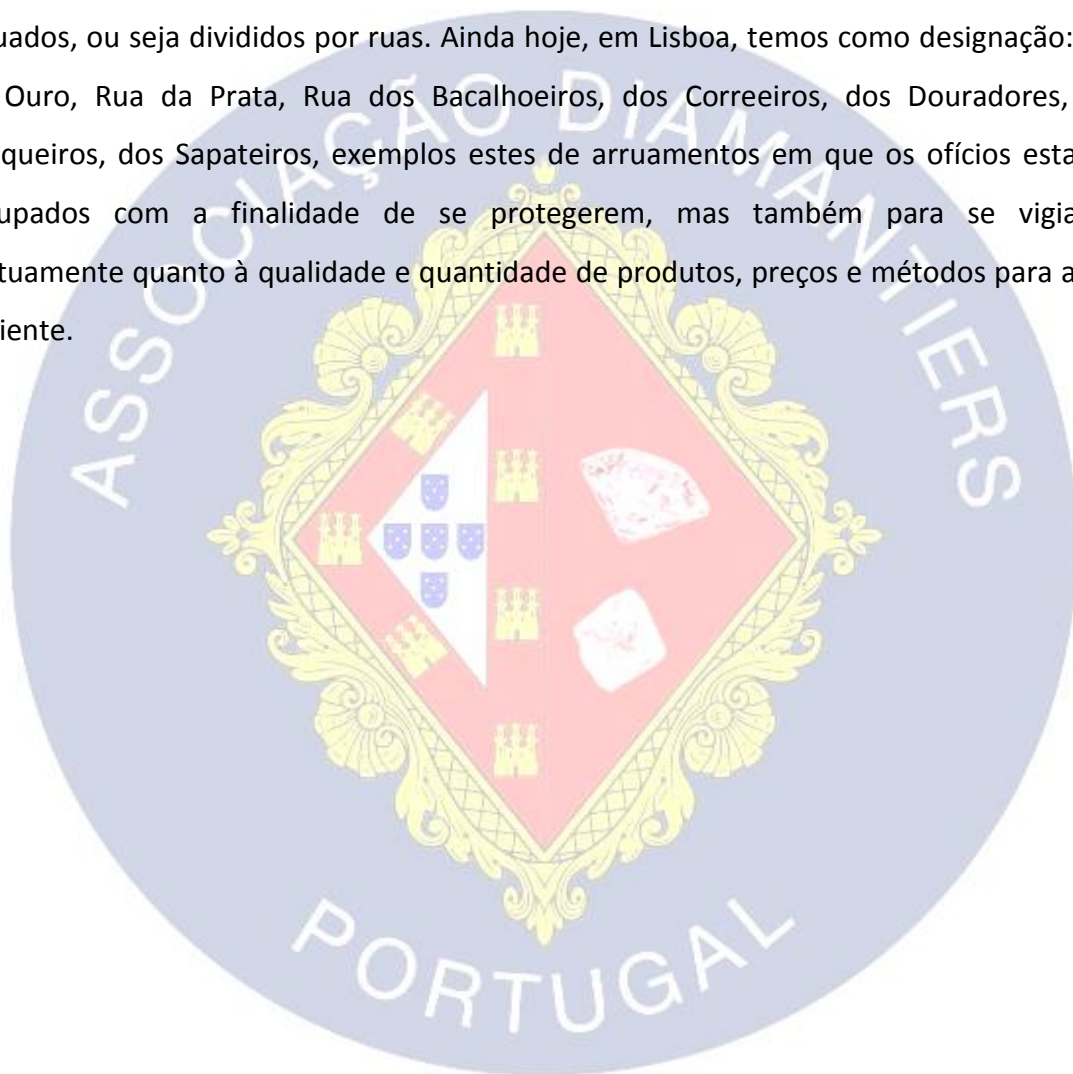 uados, ou seja divididos por ruas. Ainda hoje, em Lisboa, temos como designação:
Ouro, Rua da Prata, Rua dos Bacalhoeiros, dos Correeiros, dos Douradores,
queiros, dos Sapateiros, exemplos estes de arruamentos em que os ofícios esta
upados com a finalidade de se protegerem, mas também para se vigia
tuamente quanto à qualidade e quantidade de produtos, preços e métodos para a
iente.
ASSOCIAÇÃO DIAMANTIERS
PORTUGAL